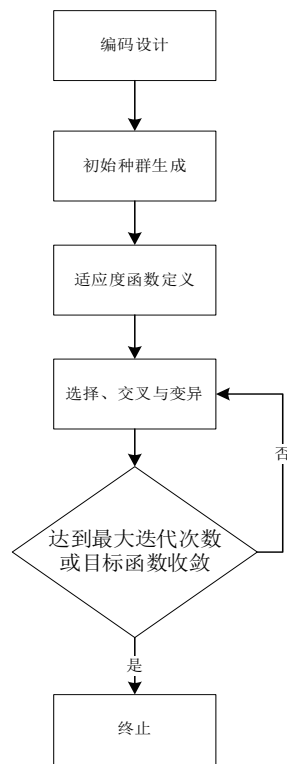 编码设计
初始种群生成
适应度函数定义
选择、交叉与变异
否
达到最大迭代次数
或目标函数收敛
是
终止